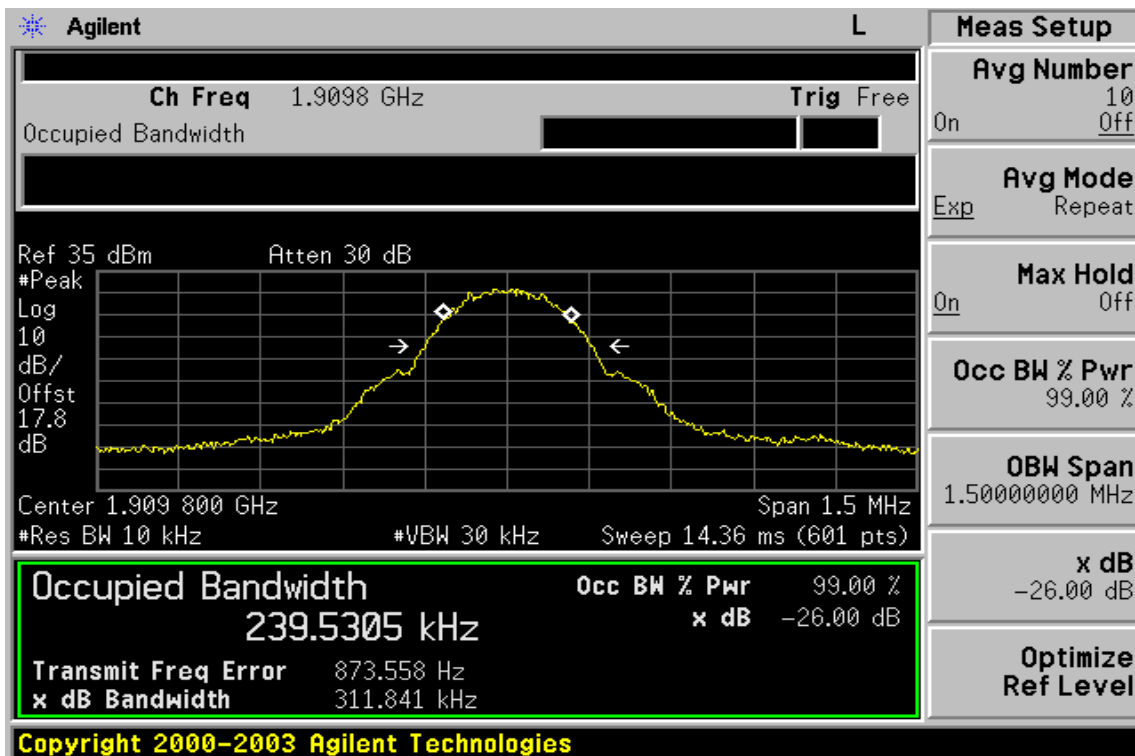 Agilent
L
Ch Freq 1.9098 GHz
Trig Free
Occupied Bandwidth
Ref 35 dBm
Atten 30 dB
#Peak
Log
10
dB/
Offst
17.8
dB
Center 1.909 800 GHz
Span 1.5 MHz
#Res BW 10 kHz
#VBW 30 kHz
Sweep 14.36 ms (601 pts)
Occupied Bandwidth
239.5305 kHz
Occ BW % Pwr 99.00 %
x dB -26.00 dB
Transmit Freq Error 873.558 Hz
x dB Bandwidth 311.841 kHz
Copyright 2000-2003 Agilent Technologies
Meas Setup
Avg Number
10
On Off
Avg Mode
Exp Repeat
Max Hold
On Off
Occ BW % Pwr
99.00 %
OBW Span
1.50000000 MHz
x dB
-26.00 dB
Optimize
Ref Level